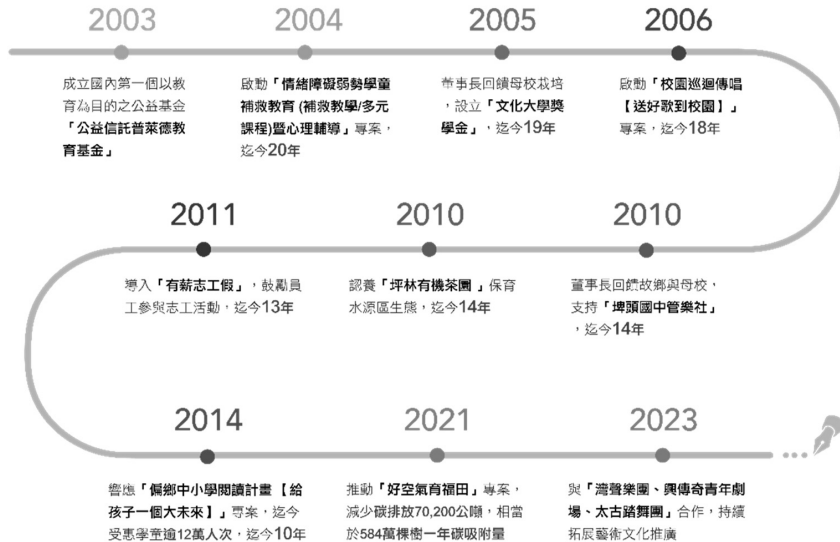 2003
成立國內第一個以教
育為目的之公益基金
「公益信託普萊德教
育基金」
2004
啟動「情緒障礙弱勢學童
補救教育 (補救教學/多元
課程)暨心理輔導」專案，
迄今20年
2005
董事長回饋母校栽培
，設立「文化大學獎
學金」，迄今19年
2006
啟動「校園巡迴傳唱
【送好歌到校園】」
專案，迄今18年
2010
董事長回饋故鄉與母校，
支持「埤頭國中管樂社」
，迄今14年
2010
認養「坪林有機茶園 」保育
水源區生態，迄今14年
2011
導入「有薪志工假」，鼓勵員
工參與志工活動，迄今13年
2014
響應「偏鄉中小學閱讀計畫 【 給
孩子一個大未來】」專案，迄今
受惠學童逾12萬人次，迄今10年
2021
推動「好空氣育福田」專案，
減少碳排放70,200公噸，相當
於584萬棵樹一年碳吸附量
2023
與「灣聲樂團、興傳奇青年劇
場、太古踏舞團」合作，持續
拓展藝術文化推廣